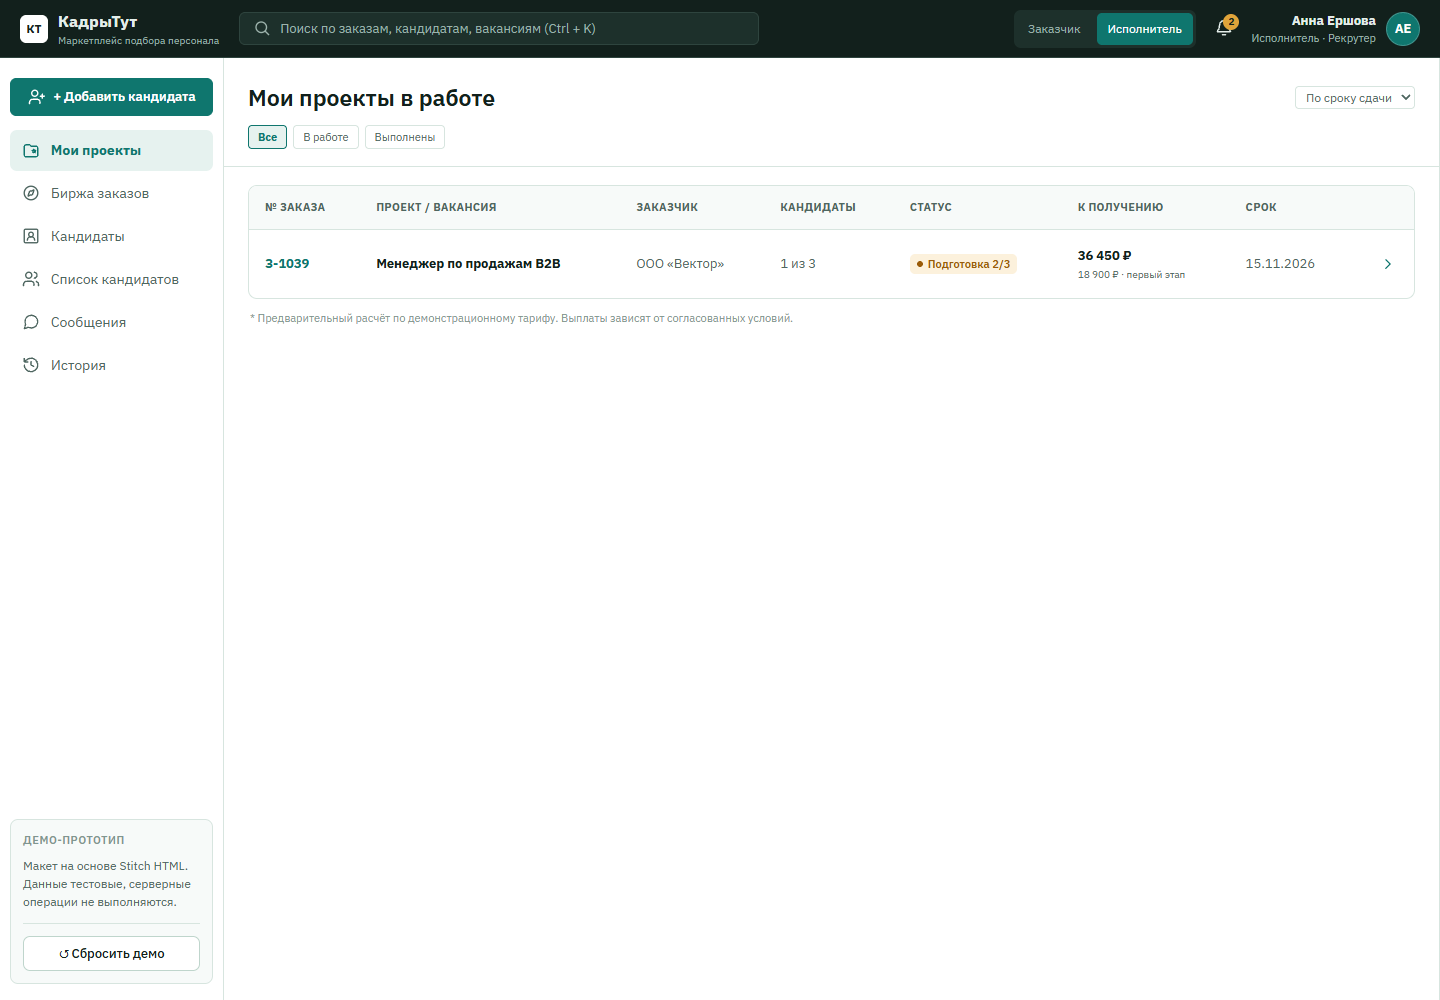 КТ
КадрыТут
Маркетплейс подбора персонала
Поиск по заказам, кандидатам, вакансиям (Ctrl + K)
Заказчик
Исполнитель
2
Анна Ершова
Исполнитель · Рекрутер
АЕ
+ Добавить кандидата
Мои проекты
Биржа заказов
Кандидаты
Список кандидатов
Сообщения
История
ДЕМО-ПРОТОТИП
Макет на основе Stitch HTML.
Данные тестовые, серверные
операции не выполняются.
↺ Сбросить демо
Мои проекты в работе
По сроку сдачи
Все
В работе
Выполнены
№ ЗАКАЗА ПРОЕКТ / ВАКАНСИЯ ЗАКАЗЧИК КАНДИДАТЫ СТАТУС К ПОЛУЧЕНИЮ СРОК
З-1039 Менеджер по продажам B2B ООО «Вектор» 1 из 3 Подготовка 2/3 36 450 ₽ 15.11.2026
18 900 ₽ · первый этап
* Предварительный расчёт по демонстрационному тарифу. Выплаты зависят от согласованных условий.